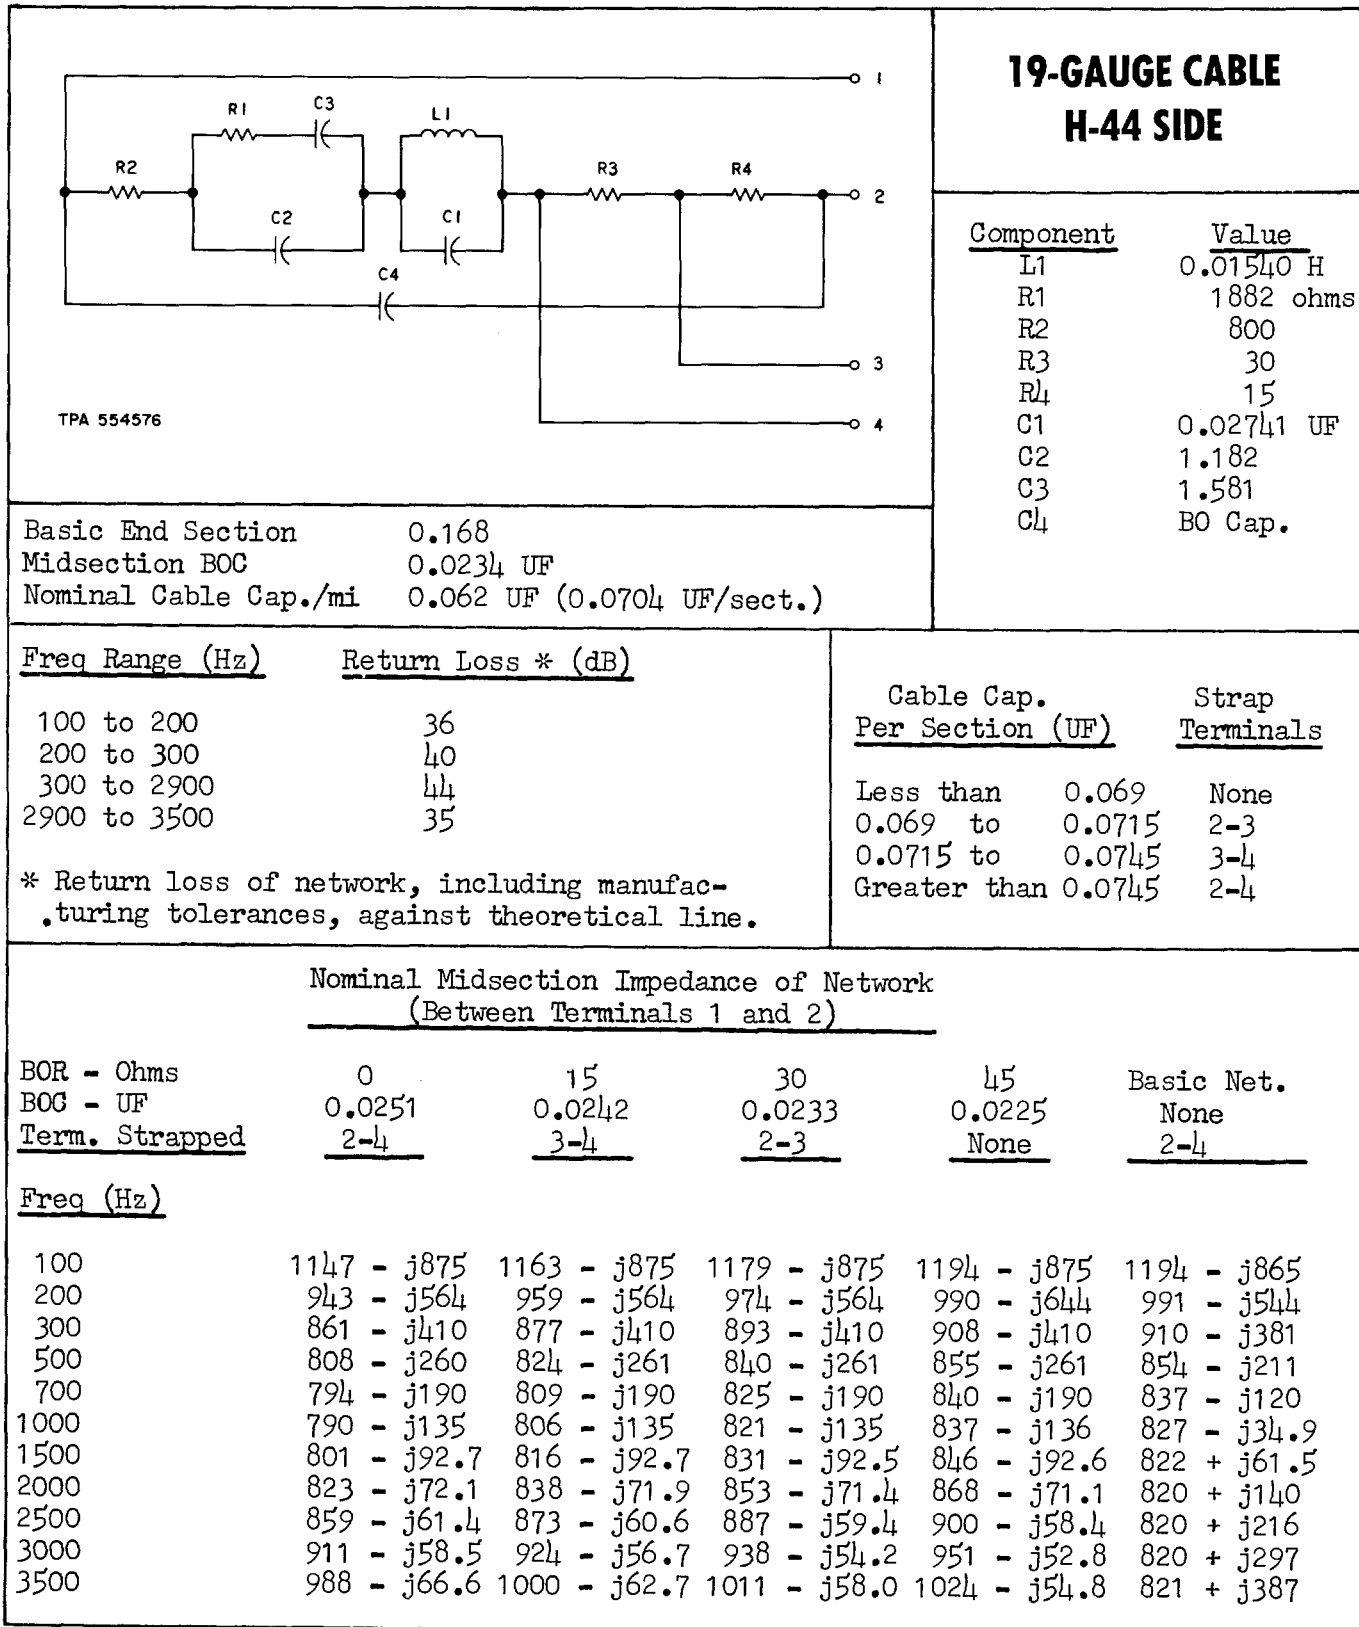 19-GAUGE CABLE
H-44 SIDE
1
R1 C3 L1
R2 R3 R4
2
C2 C1
C4
3
TPA 554576
4
Component Value
L1 0.01540 H
R1 1882 ohms
R2 800
R3 30
R4 15
C1 0.02741 UF
C2 1.182
C3 1.581
C4 BO Cap.
Basic End Section 0.168
Midsection BOC 0.0234 UF
Nominal Cable Cap./mi 0.062 UF (0.0704 UF/sect.)
Freq Range (Hz) Return Loss * (dB)
100 to 200 36
200 to 300 40
300 to 2900 44
2900 to 3500 35
* Return loss of network, including manufac-
.turing tolerances, against theoretical line.
Cable Cap. Strap
Per Section (UF) Terminals
Less than 0.069 None
0.069 to 0.0715 2-3
0.0715 to 0.0745 3-4
Greater than 0.0745 2-4
Nominal Midsection Impedance of Network
(Between Terminals 1 and 2)
BOR - Ohms 0 15 30 45 Basic Net.
BOC - UF 0.0251 0.0242 0.0233 0.0225 None
Term. Strapped 2-4 3-4 2-3 None 2-4
Freq (Hz)
100 1147 - j875 1163 - j875 1179 - j875 1194 - j875 1194 - j865
200 943 - j564 959 - j564 974 - j564 990 - j644 991 - j544
300 861 - j410 877 - j410 893 - j410 908 - j410 910 - j381
500 808 - j260 824 - j261 840 - j261 855 - j261 854 - j211
700 794 - j190 809 - j190 825 - j190 840 - j190 837 - j120
1000 790 - j135 806 - j135 821 - j135 837 - j136 827 - j34.9
1500 801 - j92.7 816 - j92.7 831 - j92.5 846 - j92.6 822 + j61.5
2000 823 - j72.1 838 - j71.9 853 - j71.4 868 - j71.1 820 + j140
2500 859 - j61.4 873 - j60.6 887 - j59.4 900 - j58.4 820 + j216
3000 911 - j58.5 924 - j56.7 938 - j54.2 951 - j52.8 820 + j297
3500 988 - j66.6 1000 - j62.7 1011 - j58.0 1024 - j54.8 821 + j387